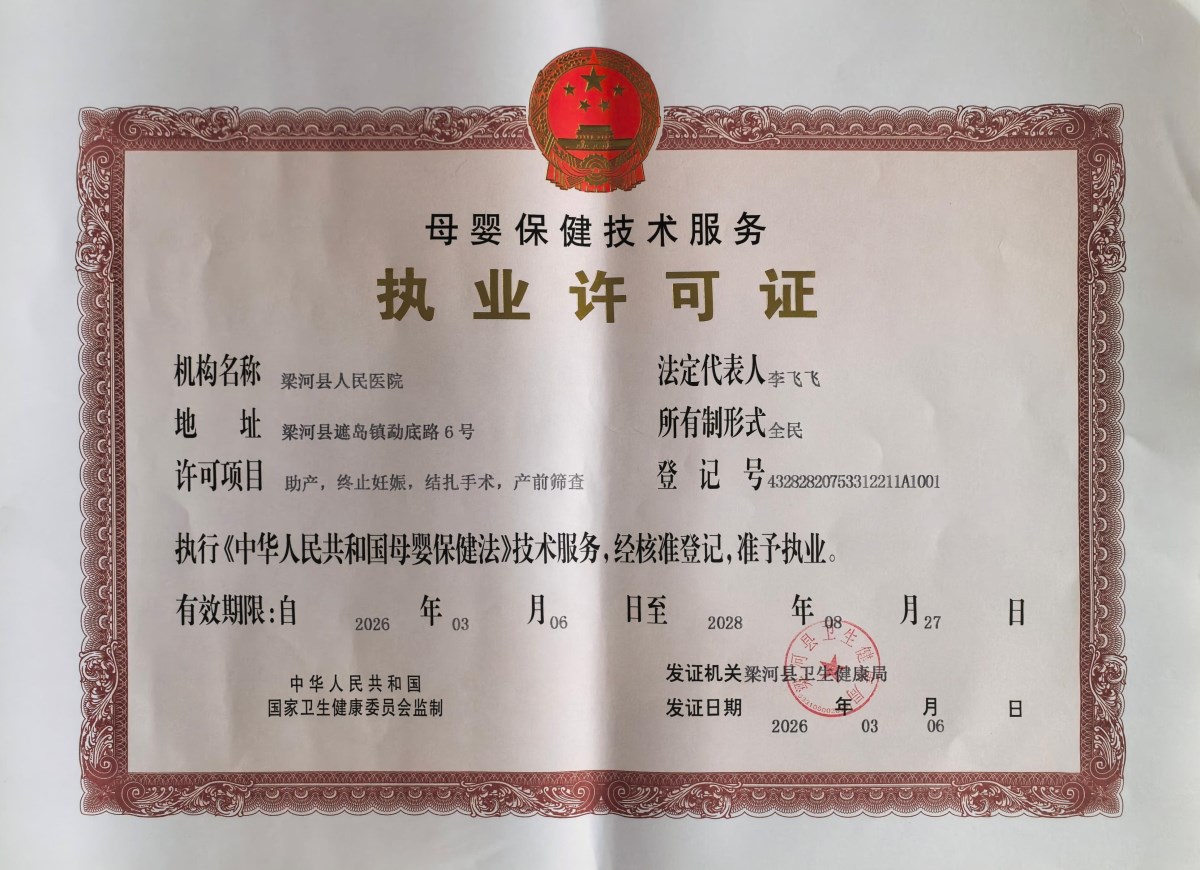 母婴保健技术服务
执业许可证
机构名称 梁河县人民医院 法定代表人 李飞飞
地 址 梁河县遮岛镇勐底路6号 所有制形式 全民
许可项目 助产，终止妊娠，结扎手术，产前筛查 登 记 号 43282820753312211A1001
执行《中华人民共和国母婴保健法》技术服务，经核准登记，准予执业。
有效期限：自 2026 年 03 月 06 日至 2028 年 08 月 27 日
中华人民共和国
国家卫生健康委员会监制
发证机关 梁河县卫生健康局
发证日期 2026 年 03 月 06 日
梁河县卫生健康局